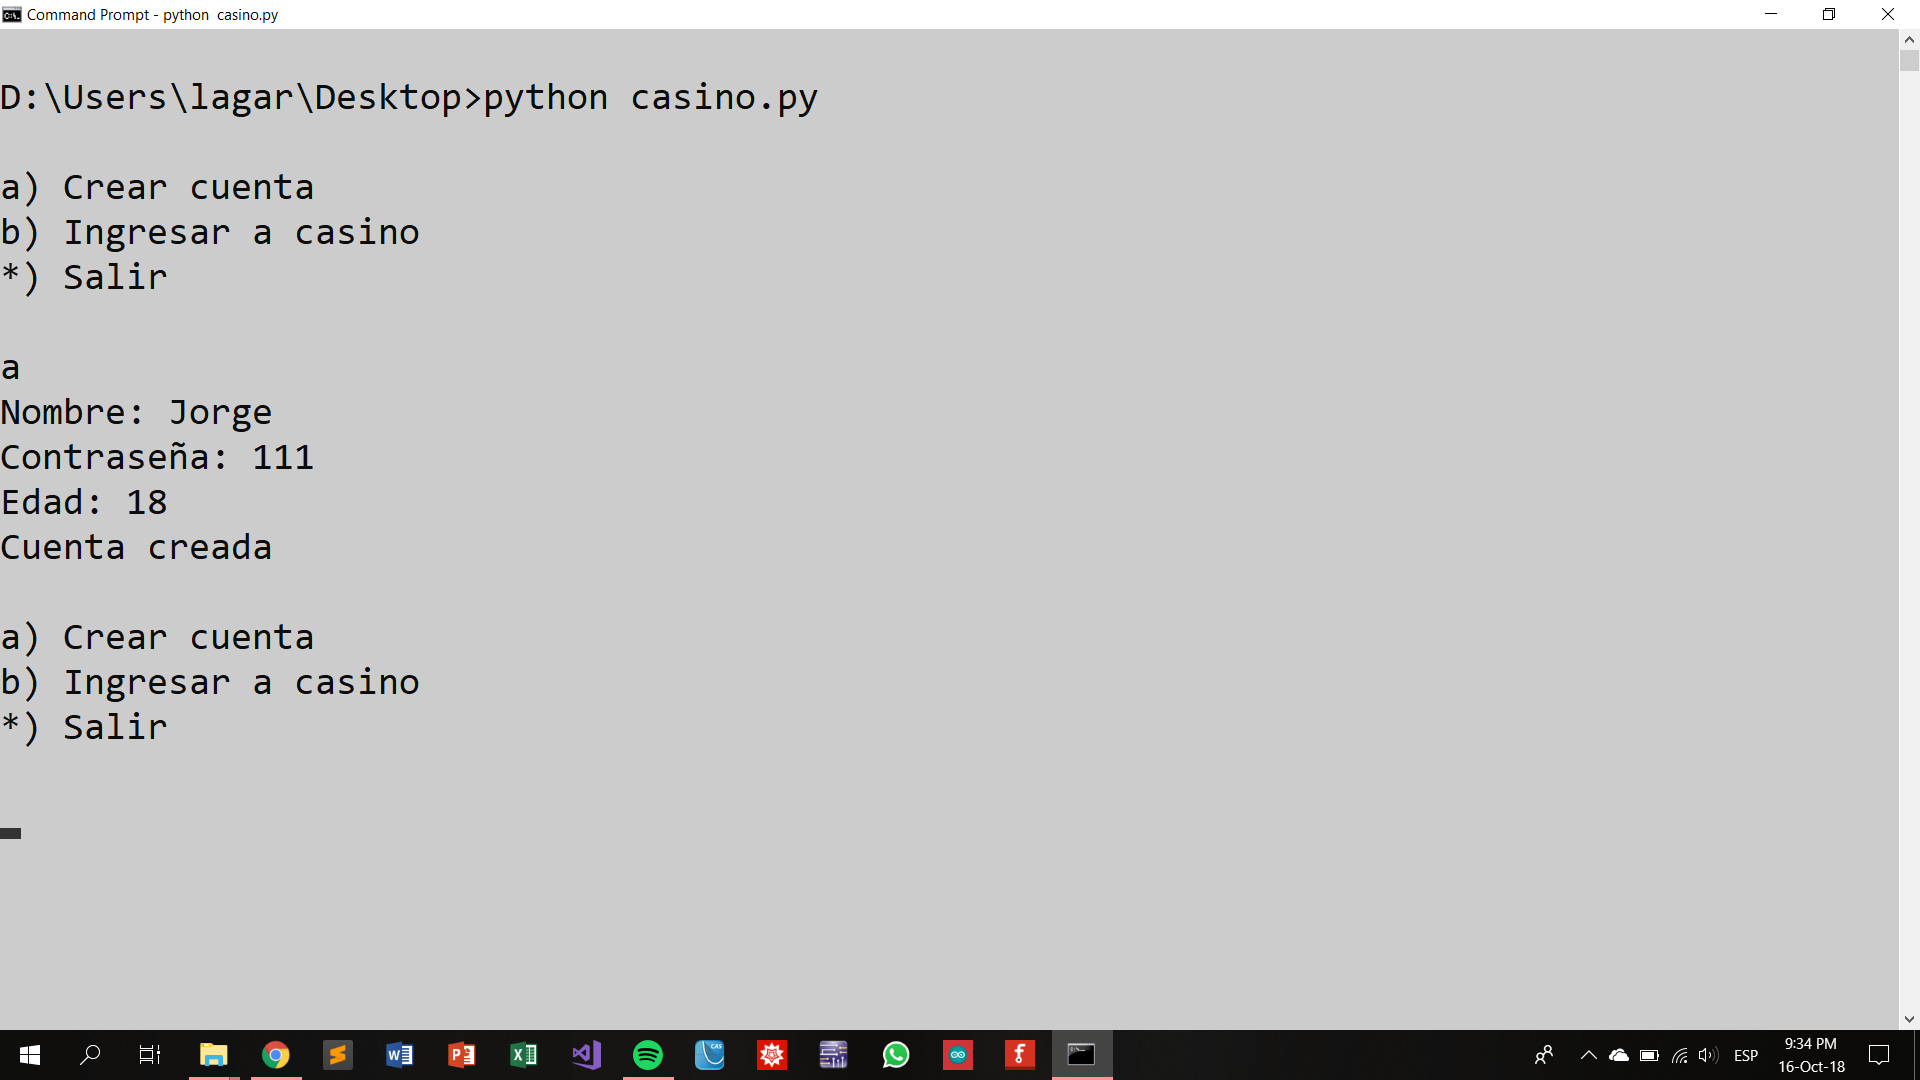 Command Prompt - python  casino.py
D:\Users\lagar\Desktop>python casino.py
a) Crear cuenta
b) Ingresar a casino
*) Salir
a
Nombre: Jorge
Contraseña: 111
Edad: 18
Cuenta creada
a) Crear cuenta
b) Ingresar a casino
*) Salir
CAS
ESP
9:34 PM
16-Oct-18